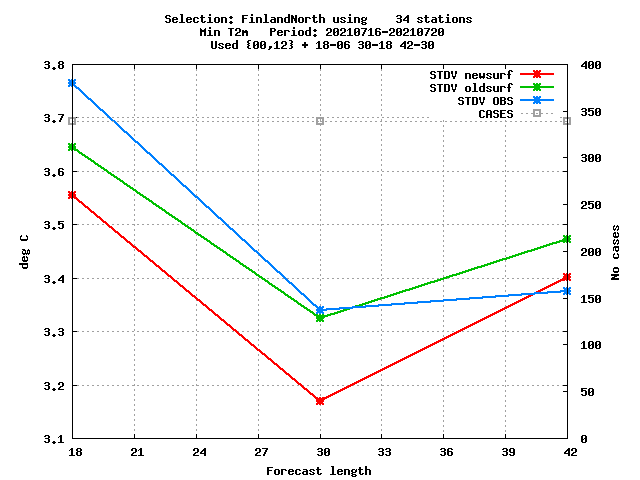 Selection: FinlandNorth using    34 stations
Min T2m   Period: 20210716-20210720
Used {00,12} + 18-06 30-18 42-30
STDV newsurf
STDV oldsurf
STDV OBS
CASES
3.8
3.7
3.6
3.5
3.4
3.3
3.2
3.1
deg C
400
350
300
250
200
150
100
50
0
No cases
18 21 24 27 30 33 36 39 42
Forecast length